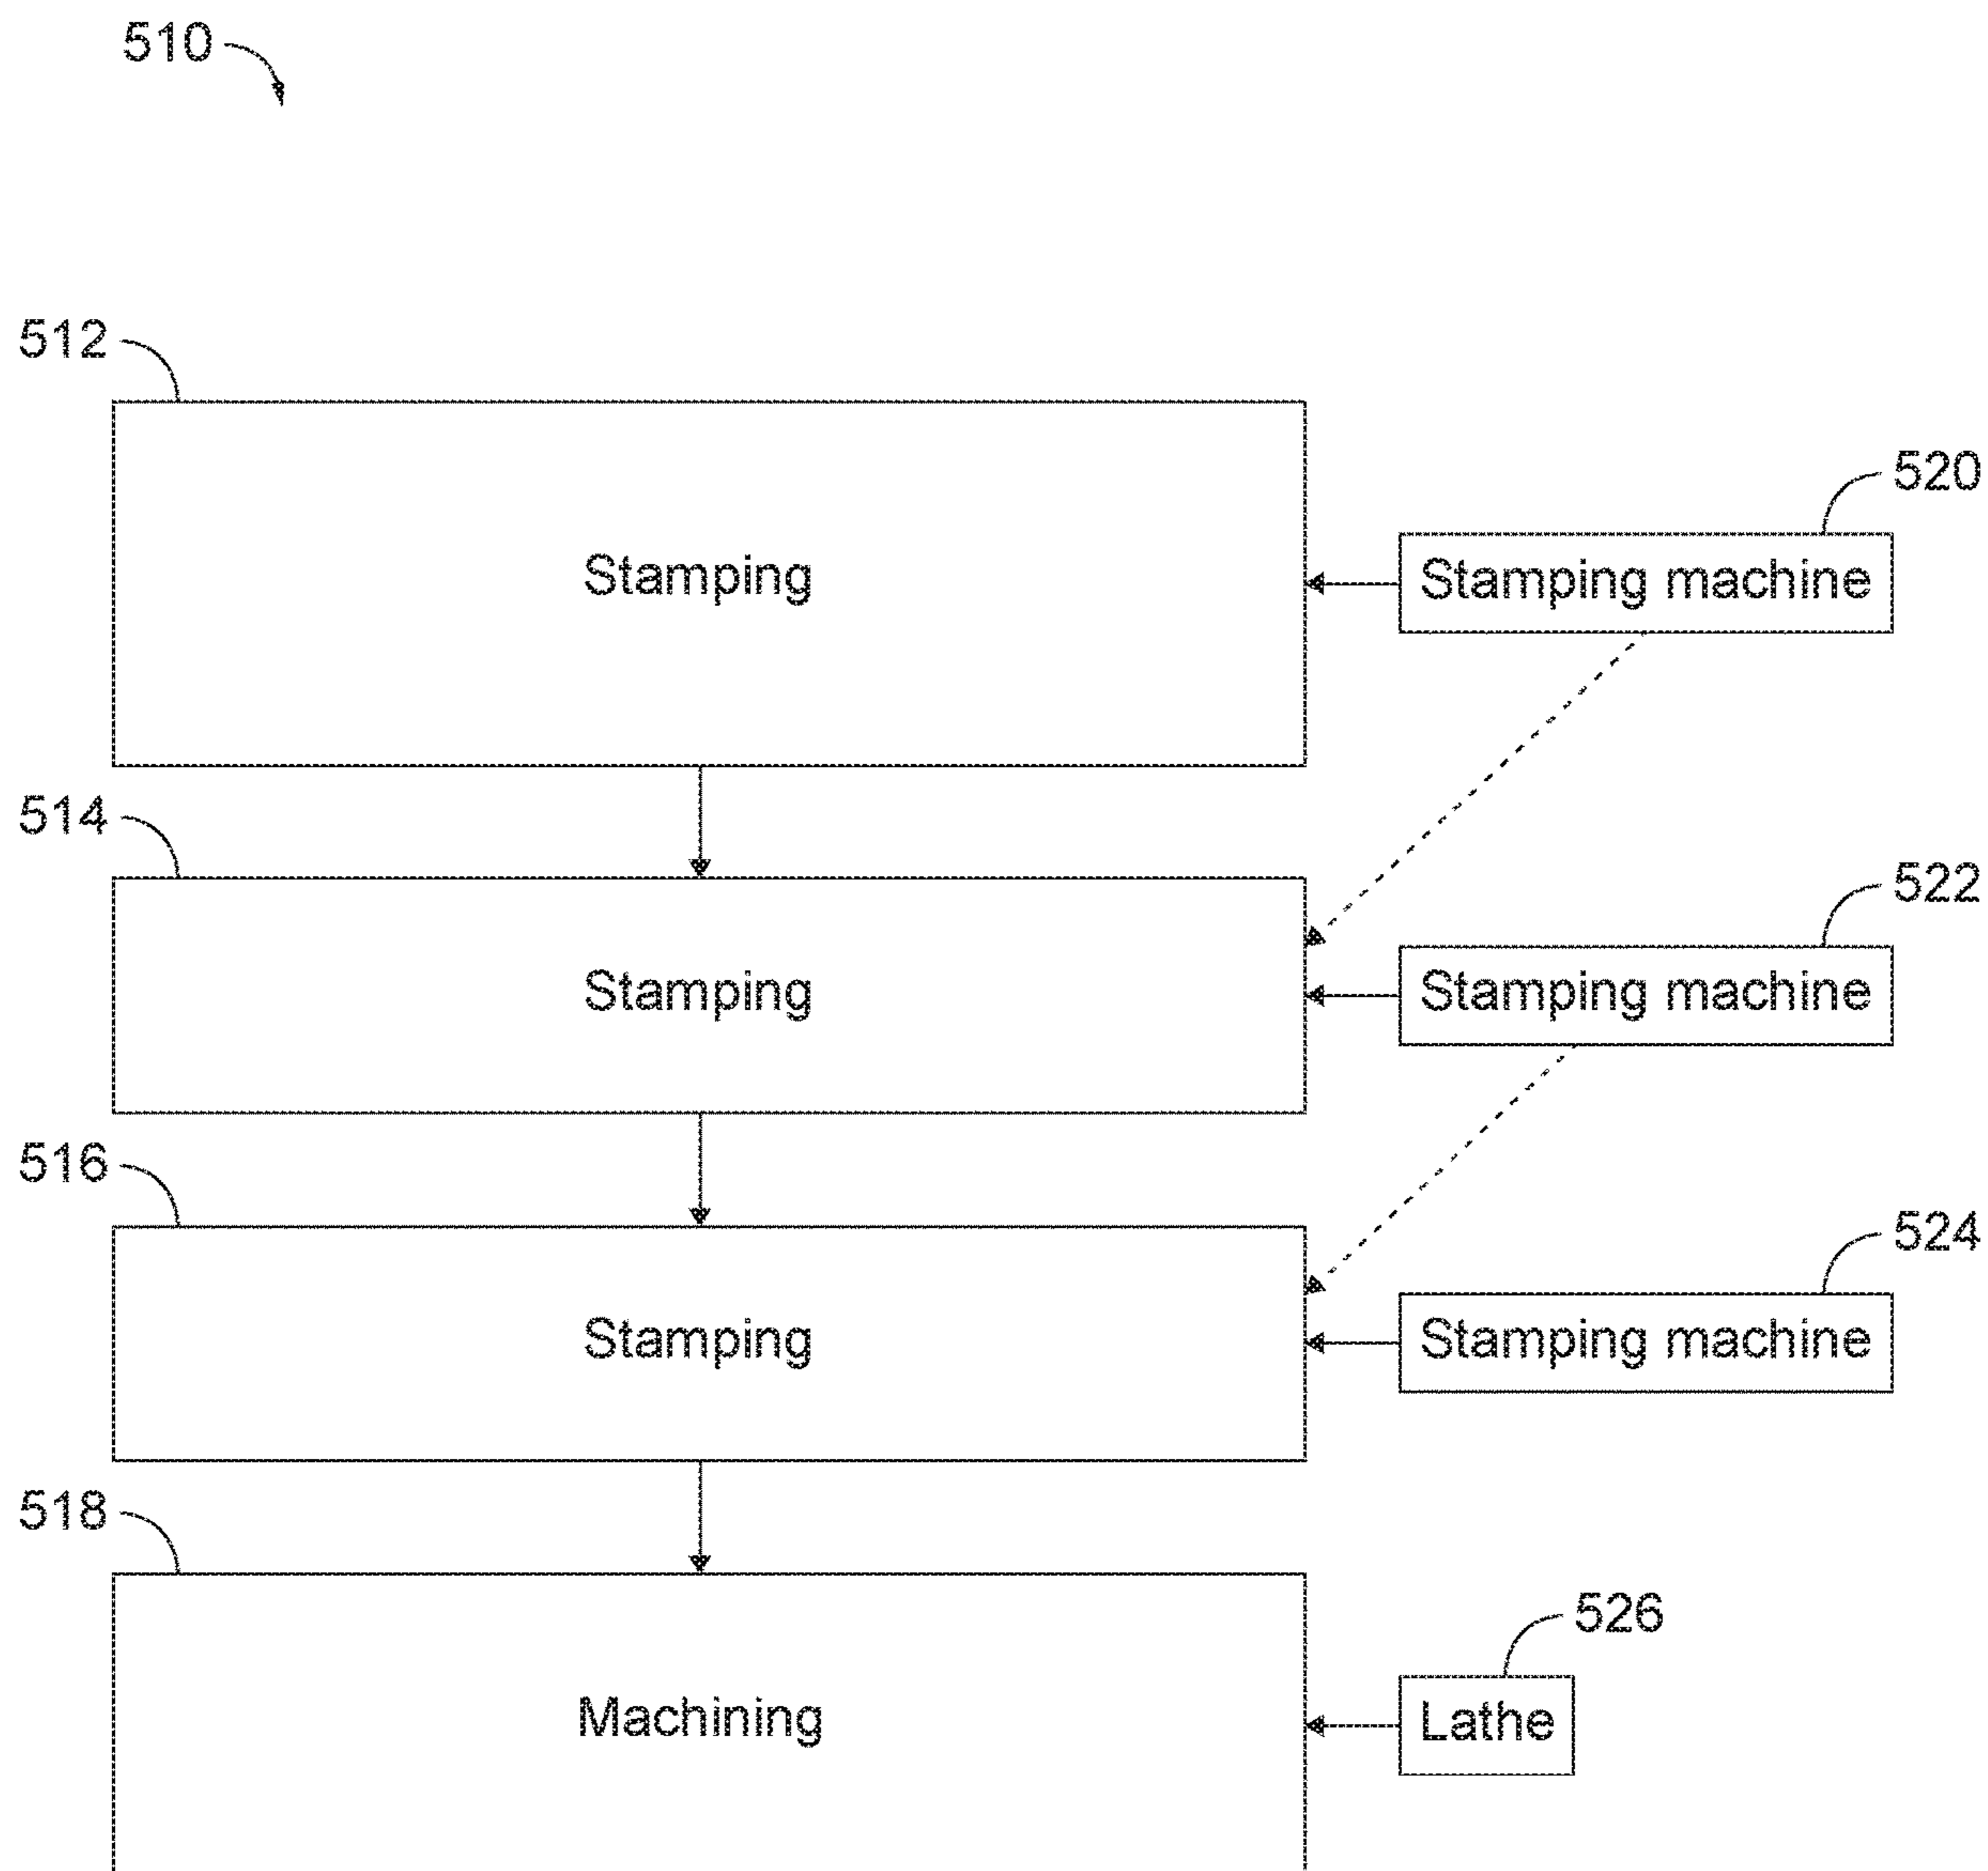 510
512
Stamping
520
Stamping machine
514
Stamping
522
Stamping machine
516
Stamping
524
Stamping machine
518
Machining
526
Lathe